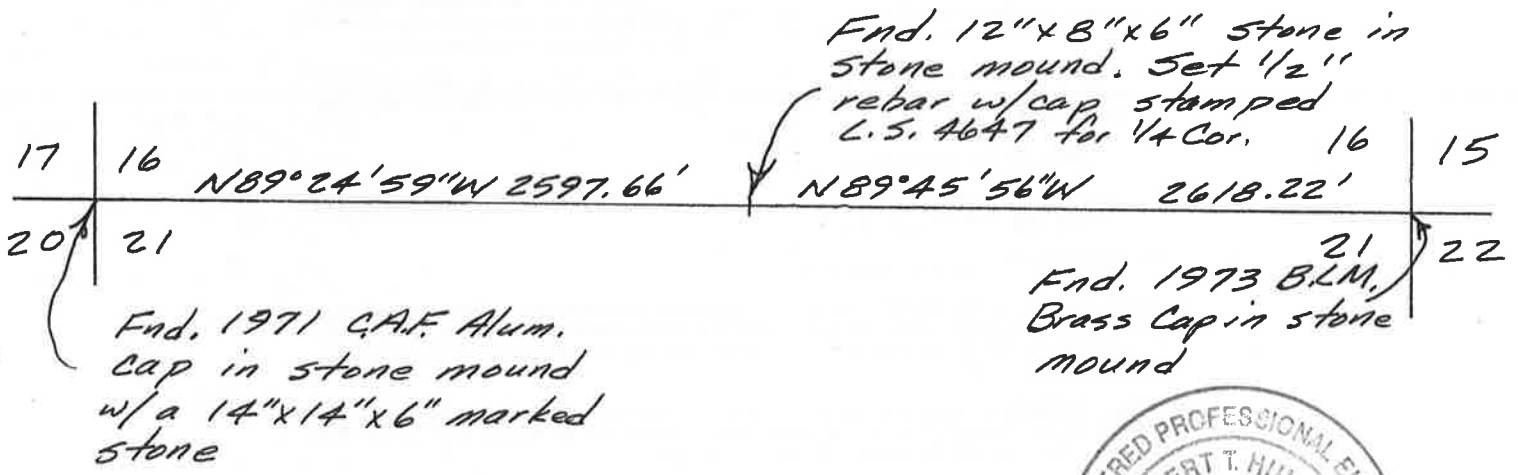 Fnd. 12"x8"x6" stone in
stone mound. Set 1/2"
rebar w/cap stamped
L.S. 4647 for 1/4 Cor.
17 16 16 15
N89°24'59"W 2597.66' N89°45'56"W 2618.22'
20 21 21 22
Fnd. 1971 C.A.F. Alum.
cap in stone mound
w/a 14"x14"x6" marked
stone
Fnd. 1973 B.L.M.
Brass Cap in stone
mound
PROFESSIONAL